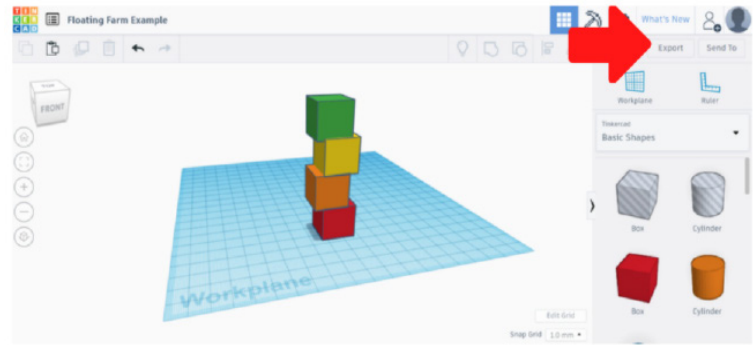 TIN
KER
CAD
Floating Farm Example
What's New
Export
Send To
TOP
FRONT
Workplane
Ruler
Tinkercad
Basic Shapes
Box
Cylinder
Box
Cylinder
Workplane
Edit Grid
Snap Grid
1.0 mm